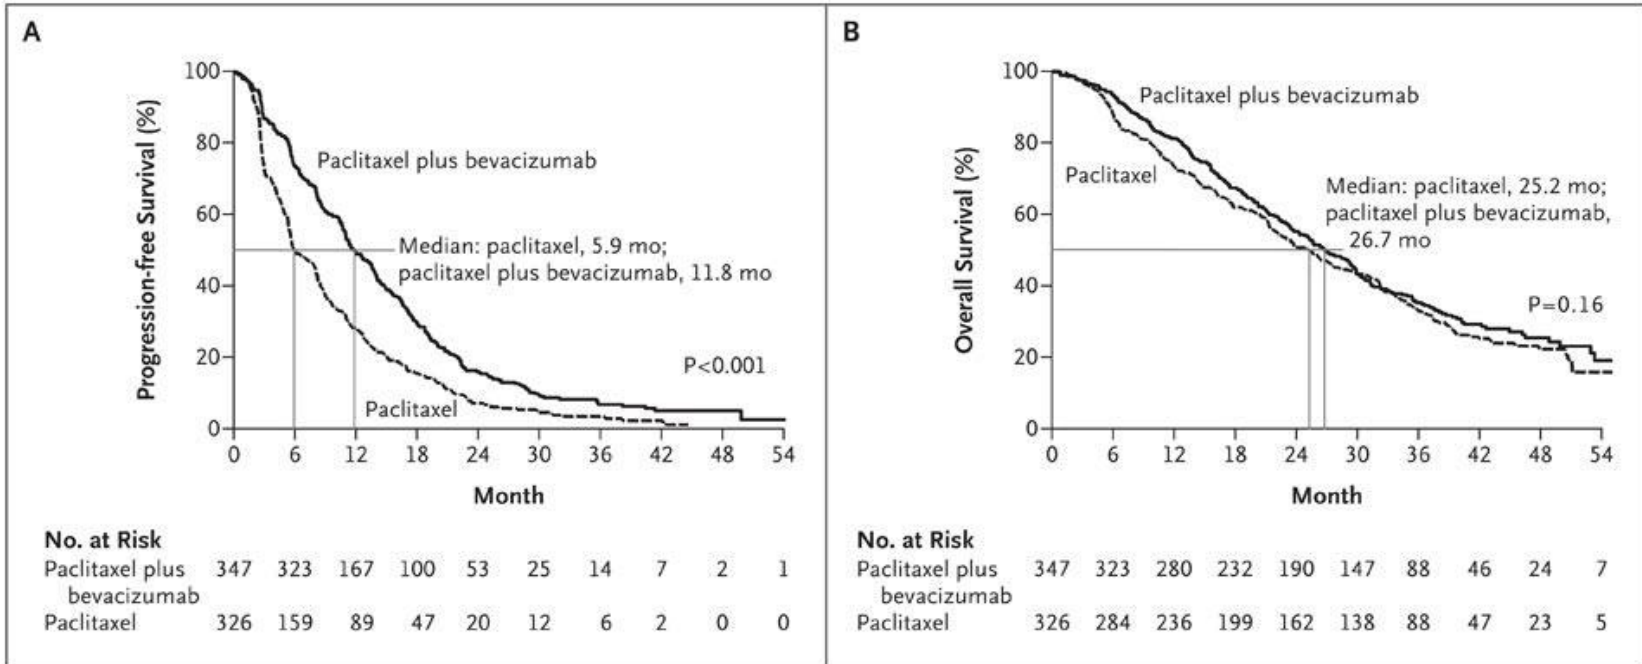 A
Progression-free Survival (%)
100
80
60
40
20
0
Paclitaxel plus bevacizumab
Median: paclitaxel, 5.9 mo;
paclitaxel plus bevacizumab, 11.8 mo
P<0.001
Paclitaxel
0 6 12 18 24 30 36 42 48 54
Month
No. at Risk
Paclitaxel plus 347 323 167 100 53 25 14 7 2 1
bevacizumab
Paclitaxel 326 159 89 47 20 12 6 2 0 0
B
Overall Survival (%)
100
80
60
40
20
0
Paclitaxel plus bevacizumab
Paclitaxel
Median: paclitaxel, 25.2 mo;
paclitaxel plus bevacizumab,
26.7 mo
P=0.16
0 6 12 18 24 30 36 42 48 54
Month
No. at Risk
Paclitaxel plus 347 323 280 232 190 147 88 46 24 7
bevacizumab
Paclitaxel 326 284 236 199 162 138 88 47 23 5